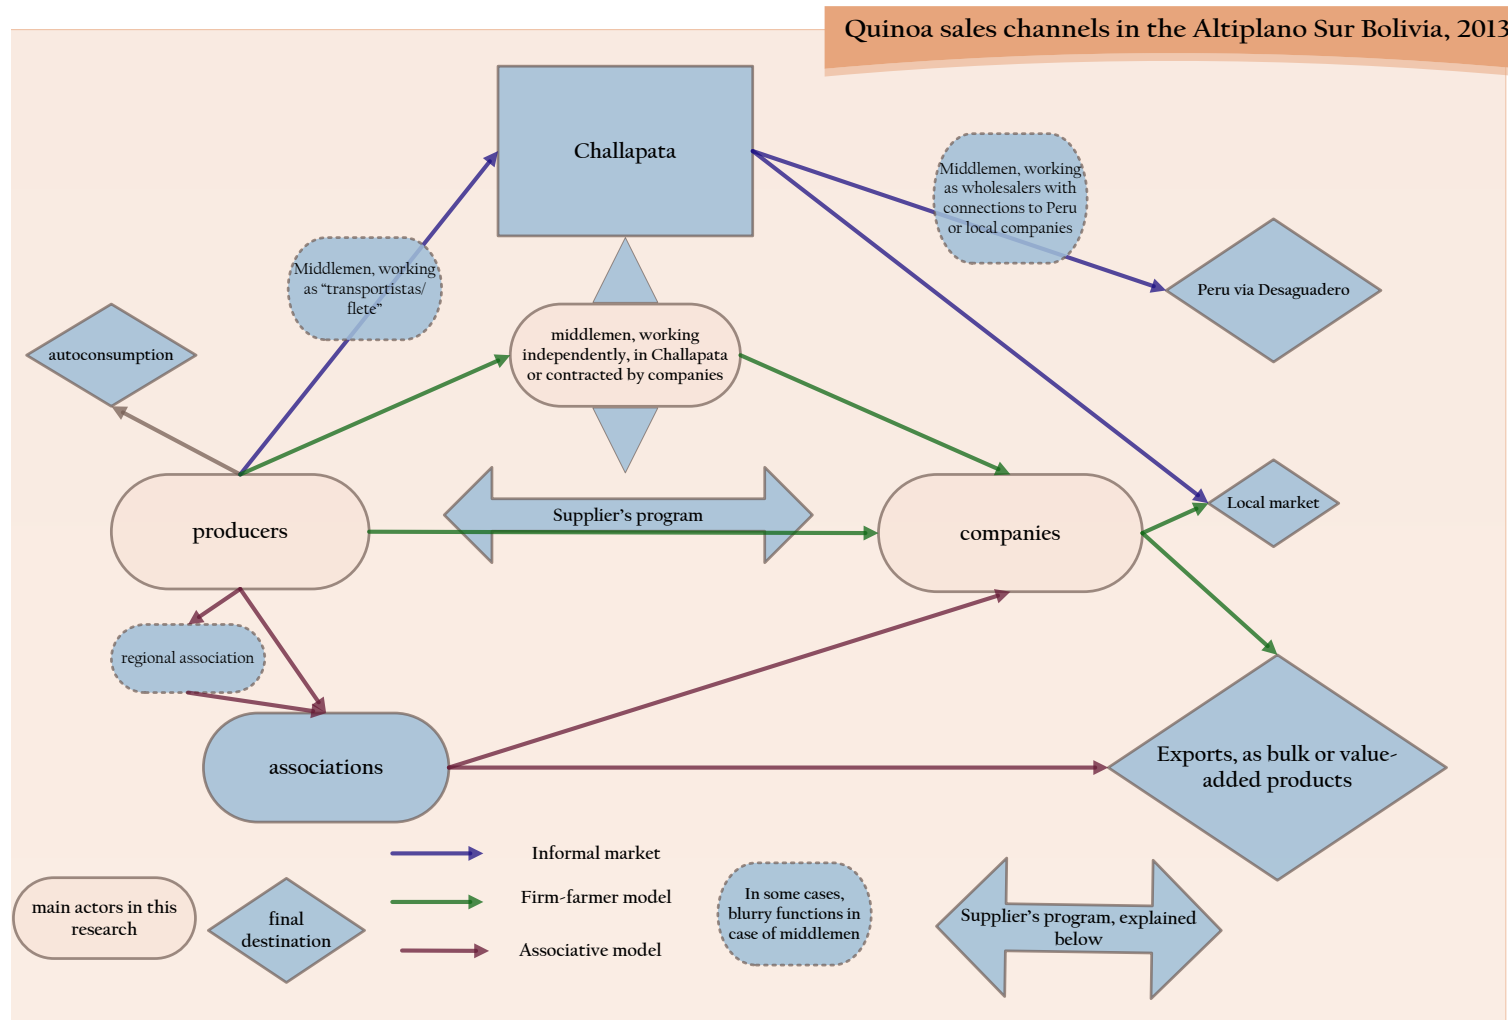 Quinoa sales channels in the Altiplano Sur Bolivia, 2013
Challapata
Middlemen, working
as wholesalers with
connections to Peru
or local companies
Middlemen, working
as “transportistas/
flete”
Peru via Desaguadero
autoconsumption
middlemen, working
independently, in Challapata
or contracted by companies
Supplier’s program
Local market
producers
companies
regional association
associations
Exports, as bulk or value-
added products
Informal market
Firm-farmer model
Associative model
main actors in this
research
final
destination
In some cases,
blurry functions in
case of middlemen
Supplier’s program, explained
below